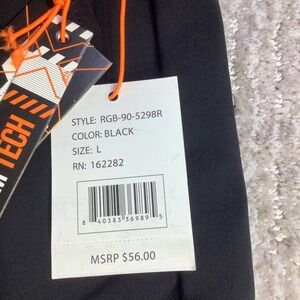 TECH
STYLE: RGB-90-5298R
COLOR: BLACK
SIZE: L
RN: 162282
8 40383 36989 5
MSRP $56.00